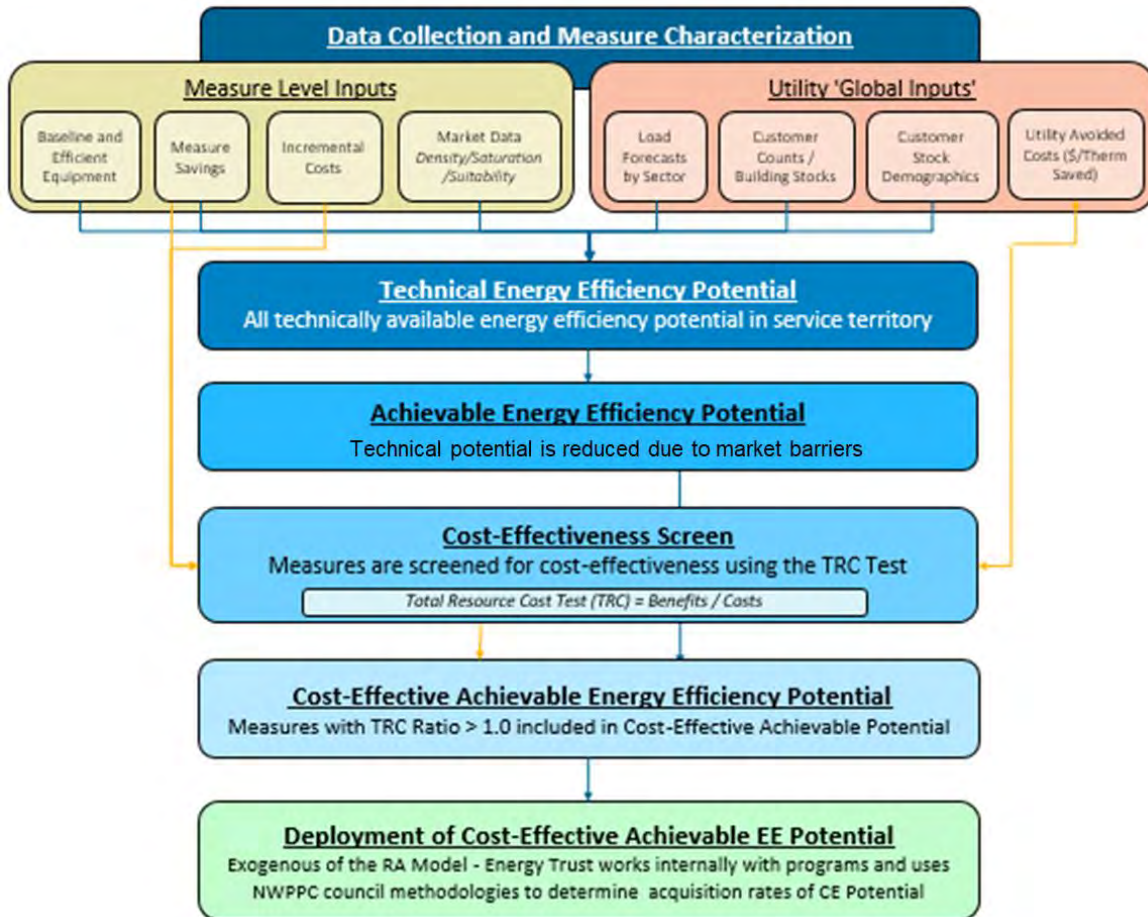 Data Collection and Measure Characterization
Measure Level Inputs
Baseline and
Efficient
Equipment
Measure
Savings
Incremental
Costs
Market Data
Density/Saturation
/Suitability
Utility 'Global Inputs'
Load
Forecasts
by Sector
Customer
Counts /
Building Stocks
Customer
Stock
Demographics
Utility Avoided
Costs ($/Therm
Saved)
Technical Energy Efficiency Potential
All technically available energy efficiency potential in service territory
Achievable Energy Efficiency Potential
Technical potential is reduced due to market barriers
Cost-Effectiveness Screen
Measures are screened for cost-effectiveness using the TRC Test
Total Resource Cost Test (TRC) = Benefits / Costs
Cost-Effective Achievable Energy Efficiency Potential
Measures with TRC Ratio > 1.0 included in Cost-Effective Achievable Potential
Deployment of Cost-Effective Achievable EE Potential
Exogenous of the RA Model - Energy Trust works internally with programs and uses
NWPPC council methodologies to determine acquisition rates of CE Potential